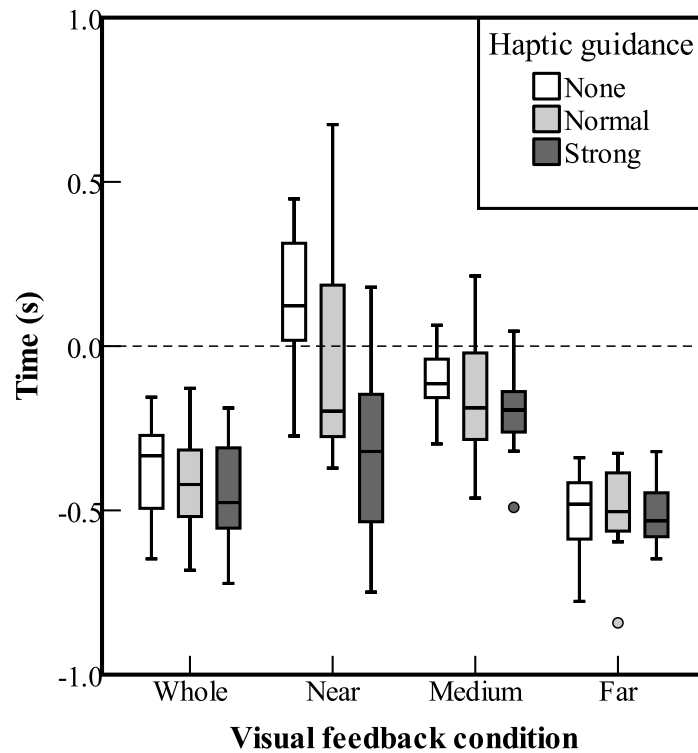 Haptic guidance
None
Normal
Strong
1.0
0.5
0.0
-0.5
-1.0
Time (s)
Whole Near Medium Far
Visual feedback condition